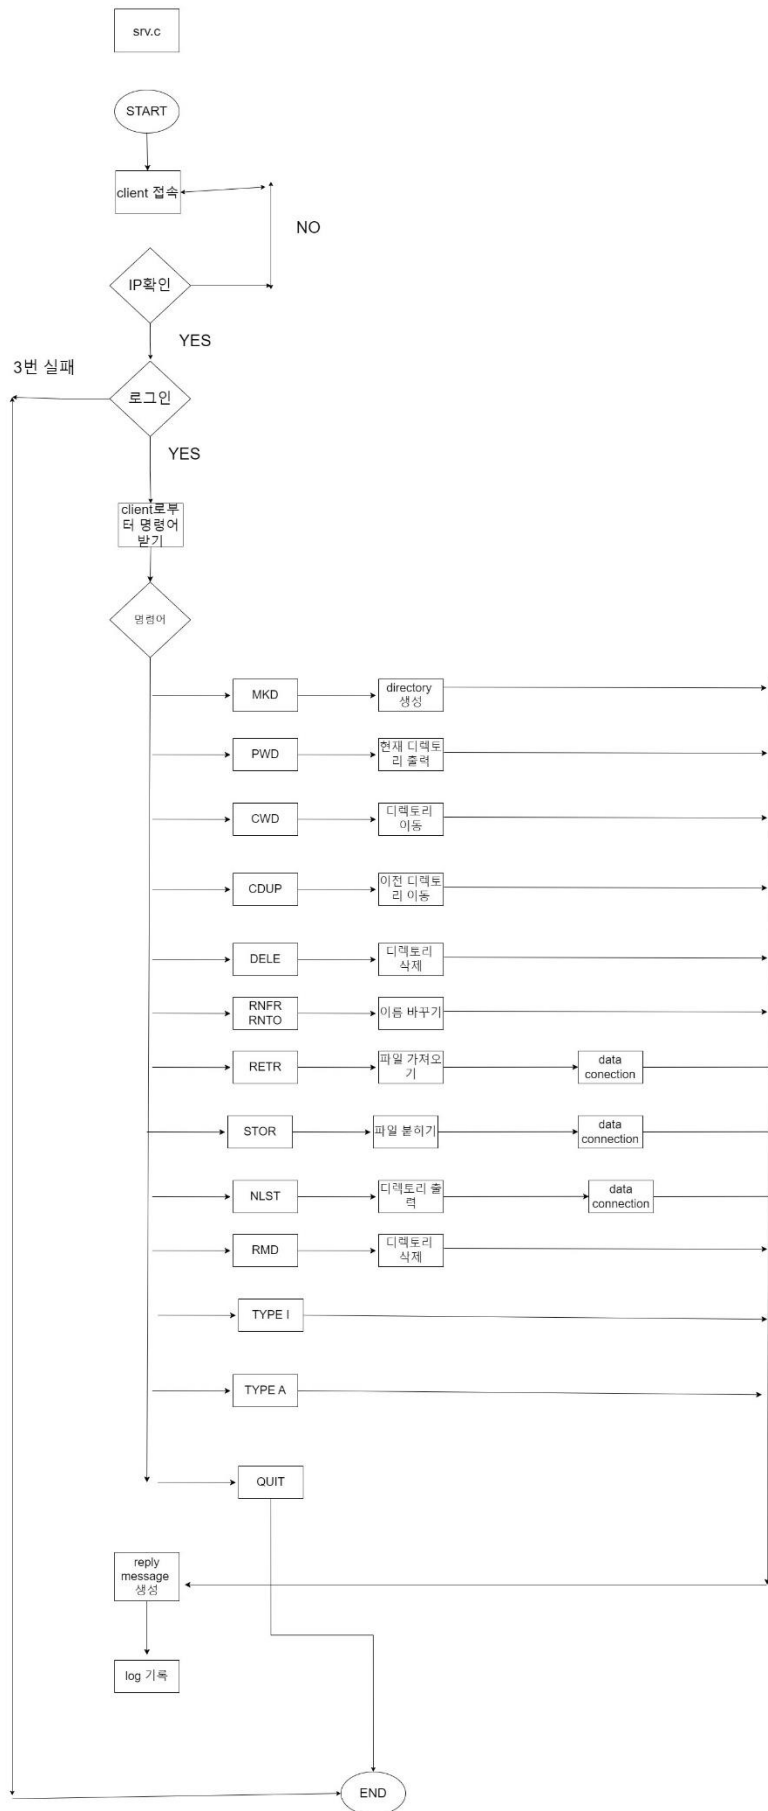 srv.c
START
client 접속
NO
IP확인
YES
3번 실패
로그인
YES
client로부
터 명령어
받기
명령어
MKD
directory
생성
PWD
현재 디렉토
리 출력
CWD
디렉토리
이동
CDUP
이전 디렉토
리 이동
DELE
디렉토리
삭제
RNFR
RNTO
이름 바꾸기
RETR
파일 가져오
기
data
conection
STOR
파일 붙히기
data
connection
NLST
디렉토리 출
력
data
connection
RMD
디렉토리
삭제
TYPE I
TYPE A
QUIT
reply
message
생성
log 기록
END